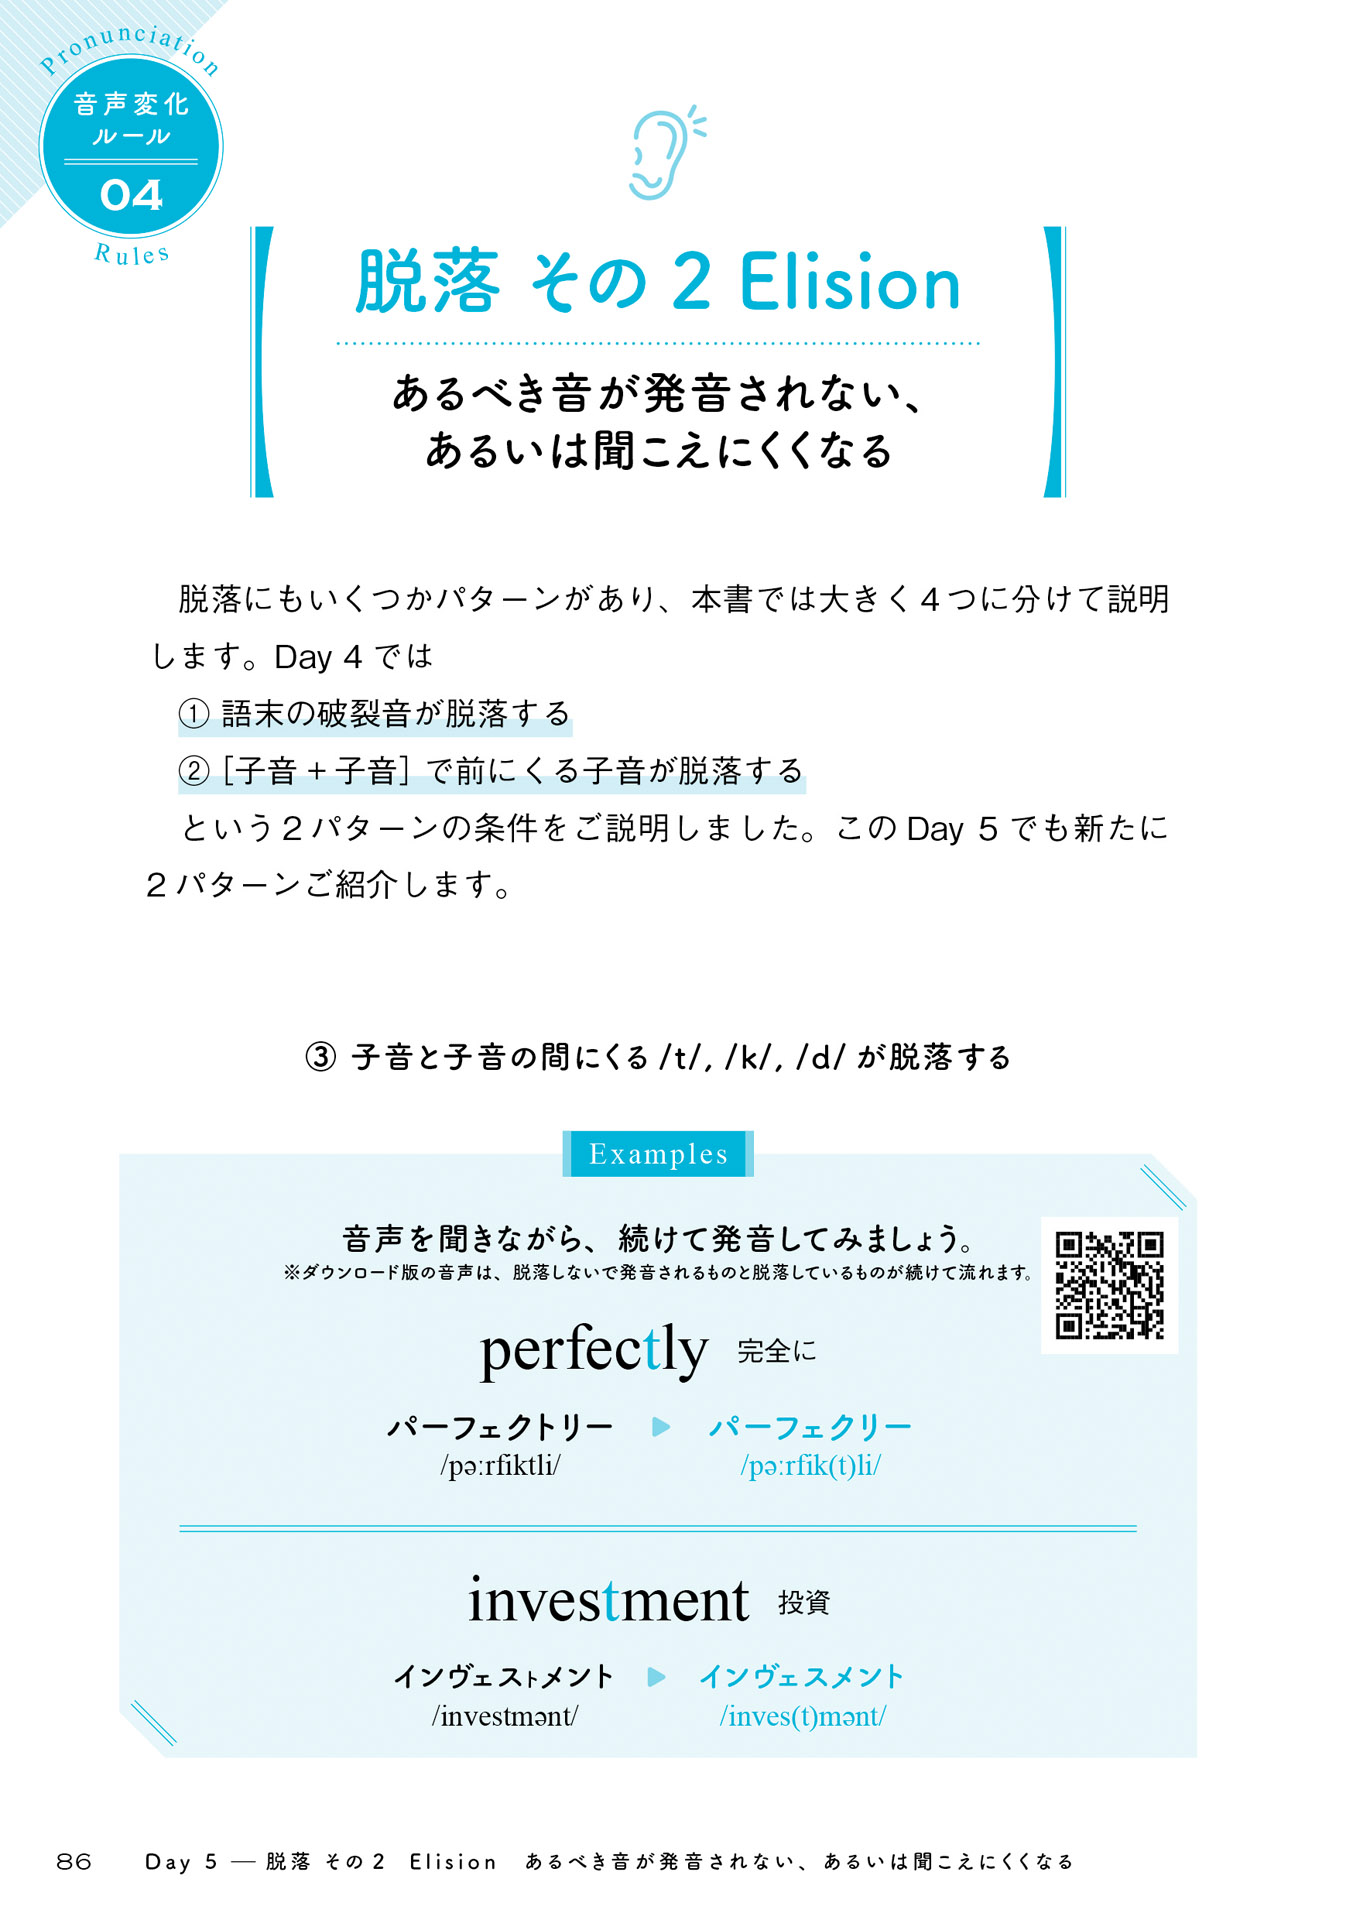 Pronunciation
音声変化
ルール
04
Rules
脱落 その2 Elision
あるべき音が発音されない、
あるいは聞こえにくくなる
脱落にもいくつかパターンがあり、本書では大きく4つに分けて説明
します。Day 4 では
① 語末の破裂音が脱落する
② [子音 + 子音] で前にくる子音が脱落する
という2パターンの条件をご説明しました。この Day 5 でも新たに
2パターンご紹介します。
③ 子音と子音の間にくる /t/, /k/, /d/ が脱落する
Examples
音声を聞きながら、続けて発音してみましょう。
※ダウンロード版の音声は、脱落しないで発音されるものと脱落しているものが続けて流れます。
perfectly 完全に
パーフェクトリー ▶ パーフェクリー
/pə:rfiktli/ /pə:rfik(t)li/
investment 投資
インヴェストメント ▶ インヴェスメント
/investmənt/ /inves(t)mənt/
86 Day 5 — 脱落 その2 Elision あるべき音が発音されない、あるいは聞こえにくくなる